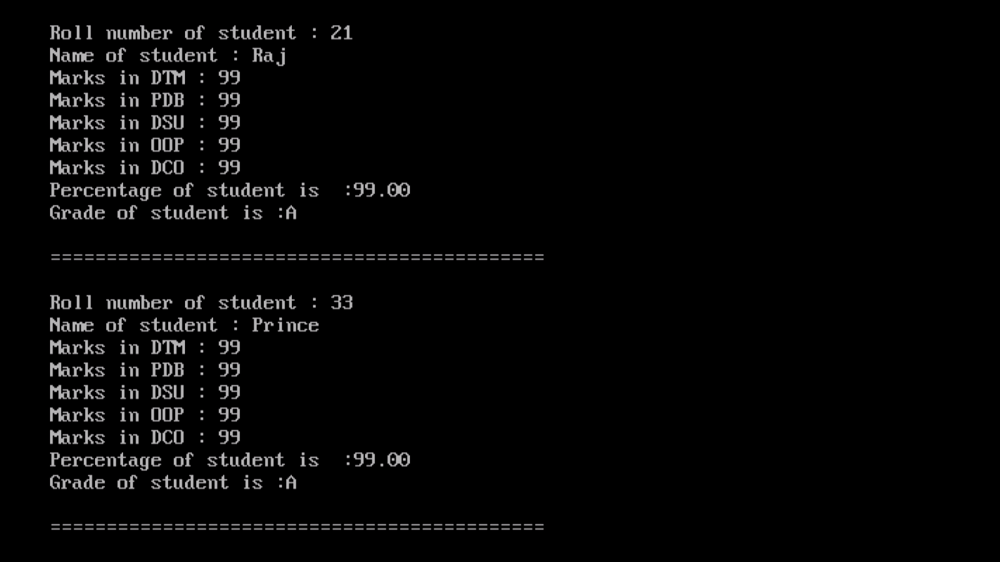 Roll number of student : 21
Name of student : Raj
Marks in DTM : 99
Marks in PDB : 99
Marks in DSU : 99
Marks in OOP : 99
Marks in DCO : 99
Percentage of student is  :99.00
Grade of student is :A
============================================
Roll number of student : 33
Name of student : Prince
Marks in DTM : 99
Marks in PDB : 99
Marks in DSU : 99
Marks in OOP : 99
Marks in DCO : 99
Percentage of student is  :99.00
Grade of student is :A
============================================